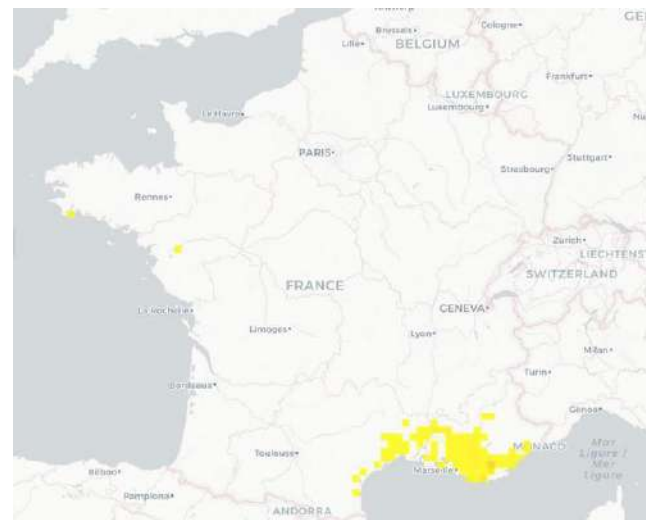 Brussels
Cologne
Lille
BELGIUM
Frankfurt
LUXEMBOURG
Luxembourg
Le Havre
PARIS
Stuttgart
Strasbourg
Rennes
Zurich
LIECHTENST
SWITZERLAND
FRANCE
GENEVA
La Rochelle
Limoges
Lyon
Milan
Turin
Bordeaux
Genoa
MONACO
Mar
Ligure /
Mer
Ligure
Toulouse
Marseille
Bilbao
Pamplona
ANDORRA